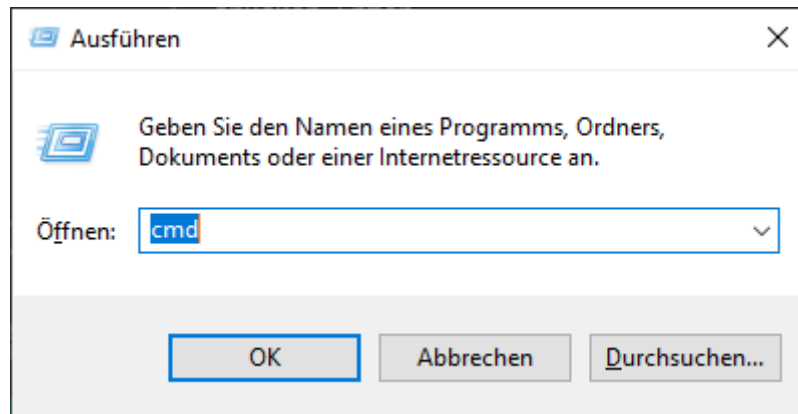 Ausführen
Geben Sie den Namen eines Programms, Ordners,
Dokuments oder einer Internetressource an.
Öffnen: cmd
OK Abbrechen Durchsuchen...